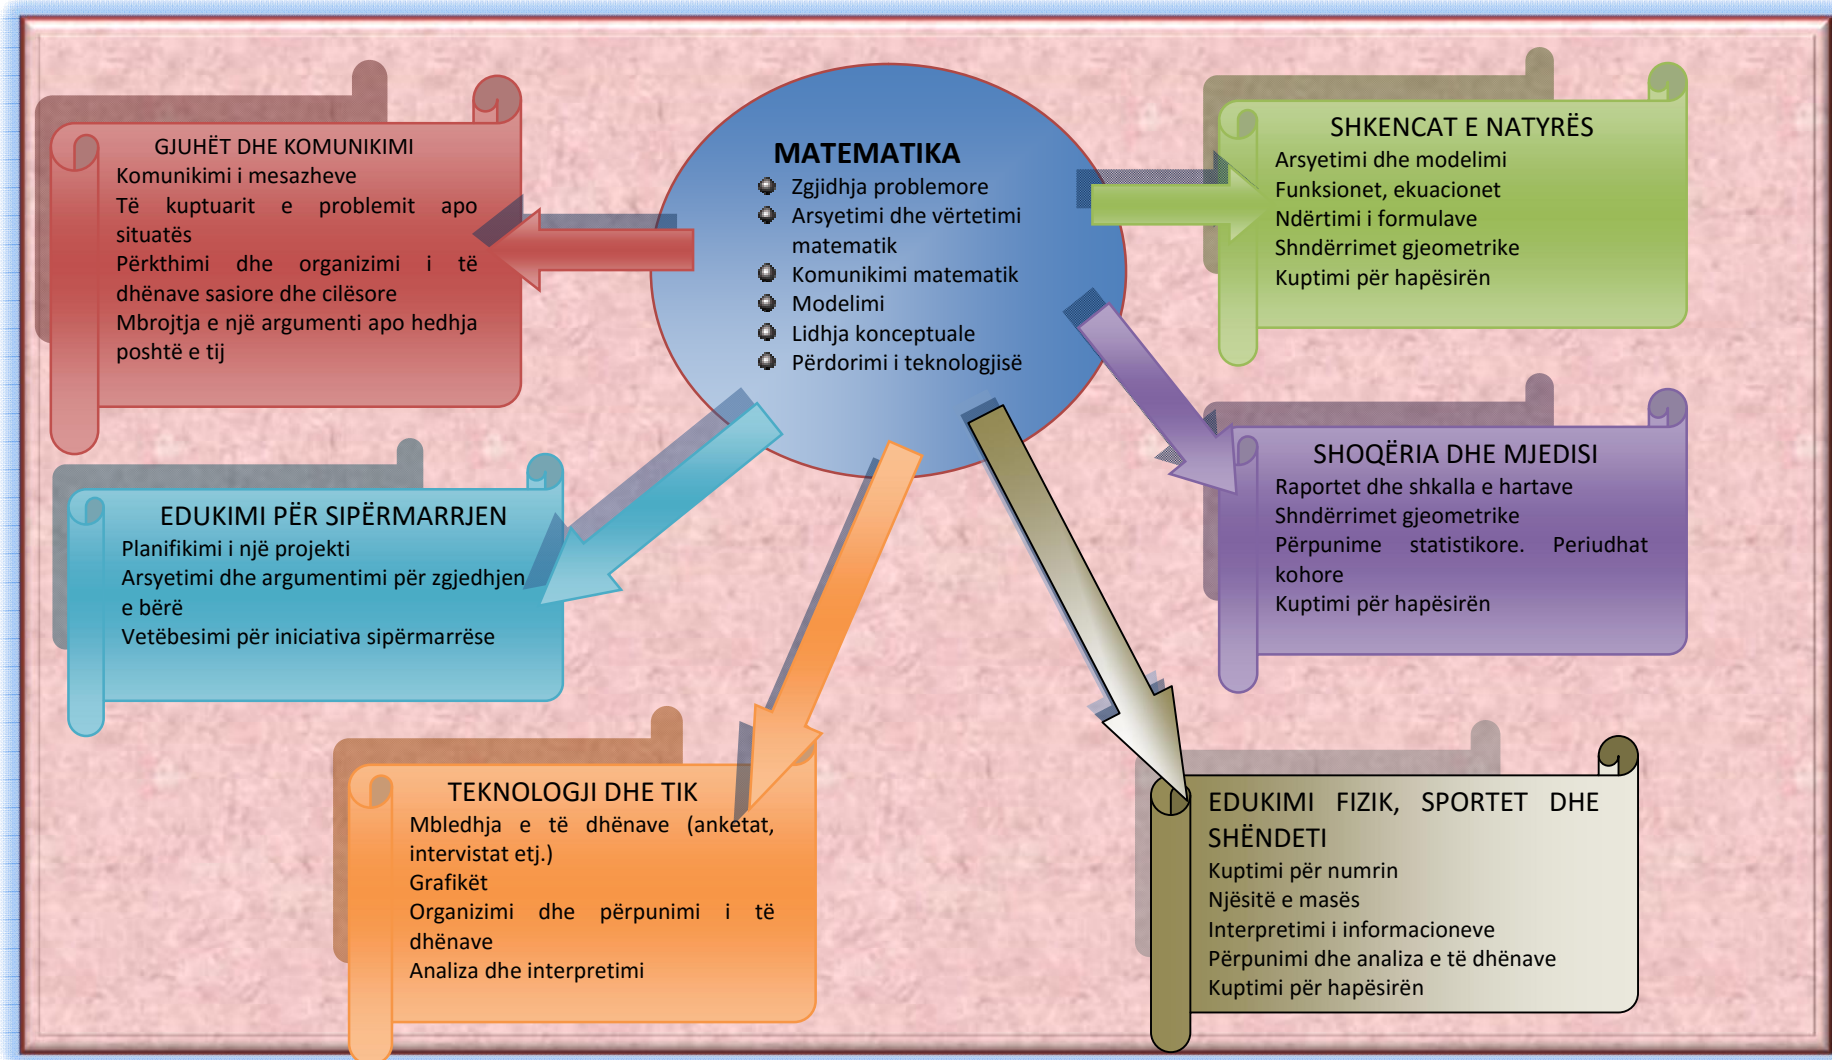 GJUHËT DHE KOMUNIKIMI
Komunikimi i mesazheve
Të kuptuarit e problemit apo
situatës
Përkthimi dhe organizimi i të
dhënave sasiore dhe cilësore
Mbrojtja e një argumenti apo hedhja
poshtë e tij
MATEMATIKA
Zgjidhja problemore
Arsyetimi dhe vërtetimi
matematik
Komunikimi matematik
Modelimi
Lidhja konceptuale
Përdorimi i teknologjisë
SHKENCAT E NATYRËS
Arsyetimi dhe modelimi
Funksionet, ekuacionet
Ndërtimi i formulave
Shndërrimet gjeometrike
Kuptimi për hapësirën
EDUKIMI PËR SIPËRMARRJEN
Planifikimi i një projekti
Arsyetimi dhe argumentimi për zgjedhjen
e bërë
Vetëbesimi për iniciativa sipërmarrëse
SHOQËRIA DHE MJEDISI
Raportet dhe shkalla e hartave
Shndërrimet gjeometrike
Përpunime statistikore. Periudhat
kohore
Kuptimi për hapësirën
TEKNOLOGJI DHE TIK
Mbledhja e të dhënave (anketat,
intervistat etj.)
Grafikët
Organizimi dhe përpunimi i të
dhënave
Analiza dhe interpretimi
EDUKIMI FIZIK, SPORTET DHE
SHËNDETI
Kuptimi për numrin
Njësitë e masës
Interpretimi i informacioneve
Përpunimi dhe analiza e të dhënave
Kuptimi për hapësirën